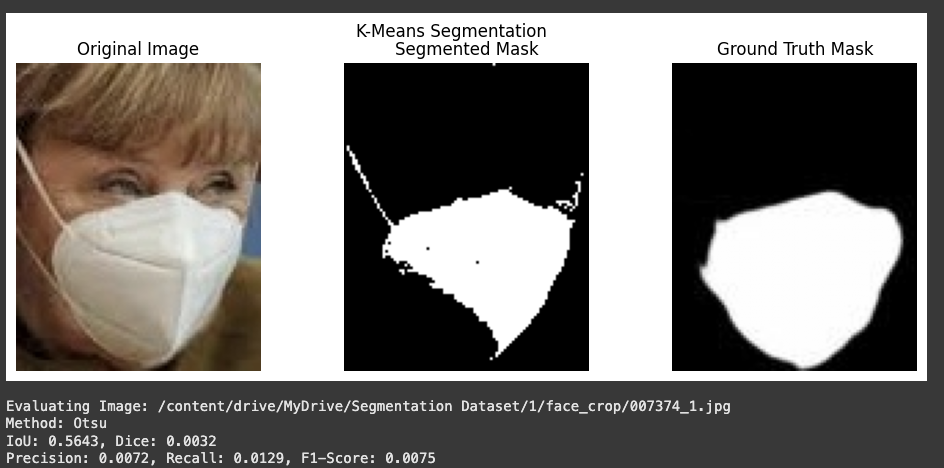 K-Means Segmentation
Original Image
Segmented Mask
Ground Truth Mask
Evaluating Image: /content/drive/MyDrive/Segmentation Dataset/1/face_crop/007374_1.jpg
Method: Otsu
IoU: 0.5643, Dice: 0.0032
Precision: 0.0072, Recall: 0.0129, F1-Score: 0.0075